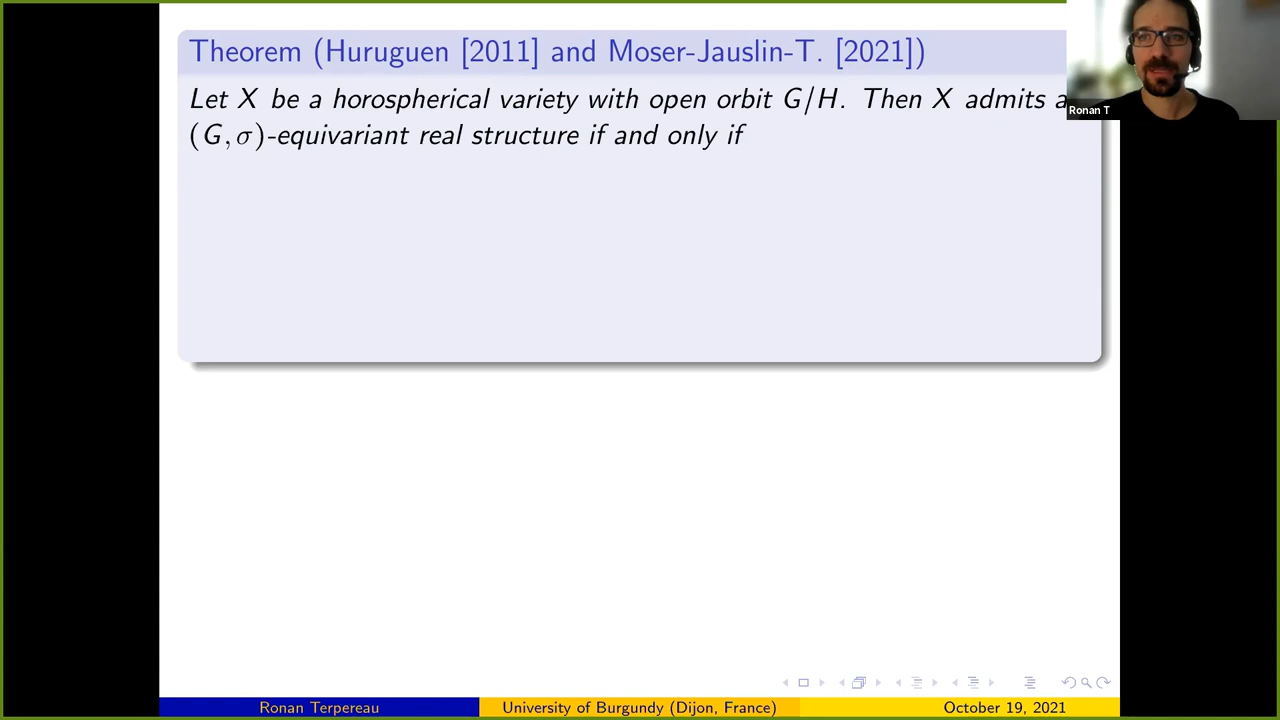 Theorem (Huruguen [2011] and Moser-Jauslin-T. [2021])
Let X be a horospherical variety with open orbit G/H. Then X admits a
(G, σ)-equivariant real structure if and only if
Ronan T
Ronan Terpereau University of Burgundy (Dijon, France) October 19, 2021